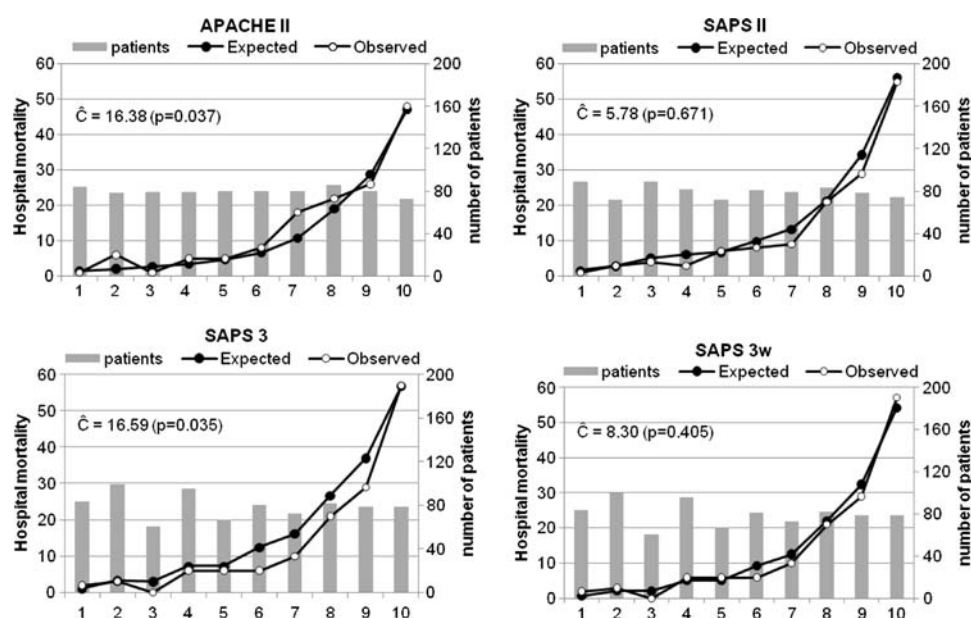 APACHE II
patients Expected Observed
Hospital mortality
60
50
40
30
20
10
0
Ĉ = 16.38 (p=0.037)
200
160
120
80
40
0
number of patients
1 2 3 4 5 6 7 8 9 10
SAPS II
patients Expected Observed
Hospital mortality
60
50
40
30
20
10
0
Ĉ = 5.78 (p=0.671)
200
160
120
80
40
0
number of patients
1 2 3 4 5 6 7 8 9 10
SAPS 3
patients Expected Observed
Hospital mortality
60
50
40
30
20
10
0
Ĉ = 16.59 (p=0.035)
200
160
120
80
40
0
number of patients
1 2 3 4 5 6 7 8 9 10
SAPS 3w
patients Expected Observed
Hospital mortality
60
50
40
30
20
10
0
Ĉ = 8.30 (p=0.405)
200
160
120
80
40
0
number of patients
1 2 3 4 5 6 7 8 9 10